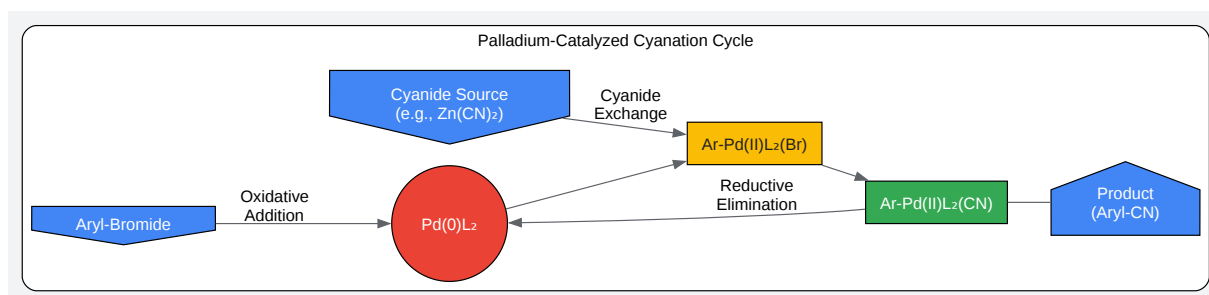 Palladium-Catalyzed Cyanation Cycle
Cyanide Source
(e.g., Zn(CN)₂)
Cyanide
Exchange
Ar-Pd(II)L₂(Br)
Oxidative
Addition
Aryl-Bromide
Pd(0)L₂
Reductive
Elimination
Ar-Pd(II)L₂(CN)
Product
(Aryl-CN)